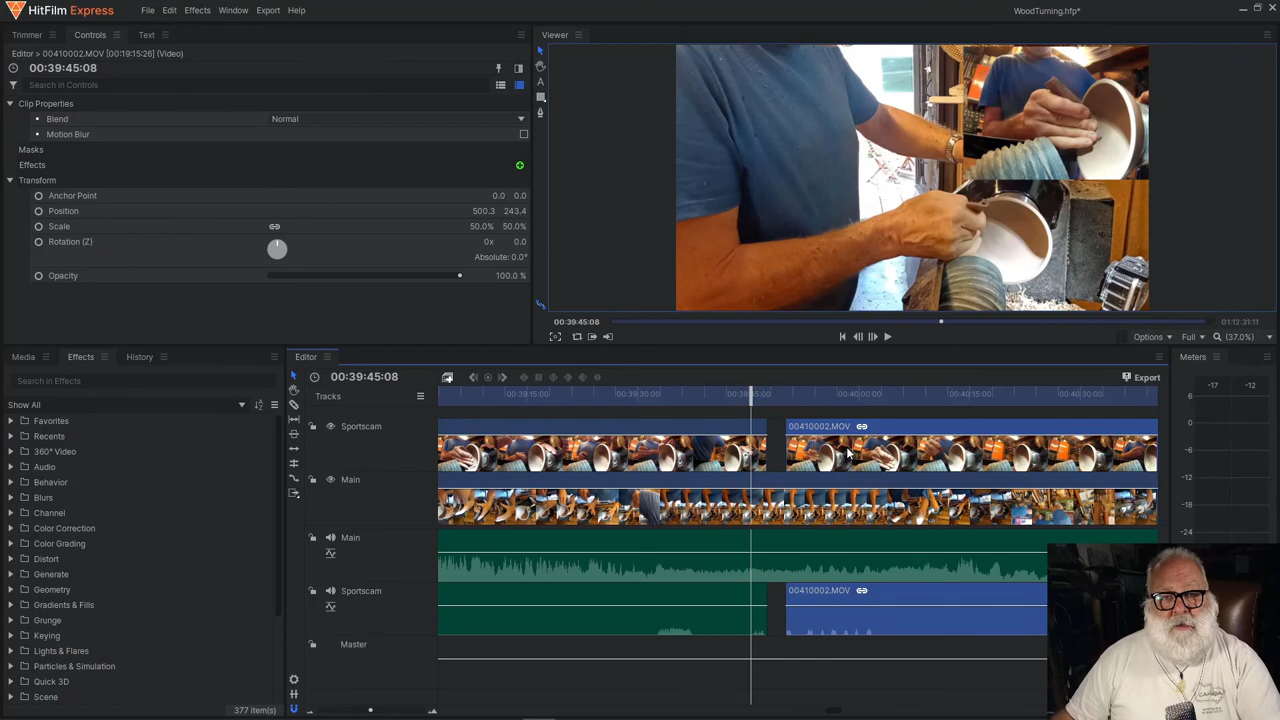 HitFilm Express
File Edit Effects Window Export Help
WoodTurning.hfp*
Trimmer Controls Text
Viewer
Editor > 00410002.MOV [00:19:15:26] (Video)
00:39:45:08
Search in Controls
Clip Properties
Blend Normal
Motion Blur
Masks
Effects
Transform
Anchor Point 0.0 0.0
Position 500.3 243.4
Scale 50.0% 50.0%
Rotation (Z) 0x 0.0
Absolute: 0.0°
Opacity 100.0 %
00:39:45:08 01:12:31:11
Options Full (37.0%)
Media Effects History
Editor
Meters
Search in Effects
00:39:45:08
Export
-17 -12
Tracks
00:39:15:00 00:39:30:00 00:39:45:00 00:40:00:00 00:40:15:00 00:40:30:00
6
Show All
0
Favorites
Recents
360° Video
Audio
Behavior
Blurs
Channel
Color Correction
Color Grading
Distort
Generate
Geometry
Gradients & Fills
Grunge
Keying
Lights & Flares
Particles & Simulation
Quick 3D
Scene
377 item(s)
Sportscam
00410002.MOV
-6
Main
-12
-18
-24
Main
Sportscam
00410002.MOV
Master